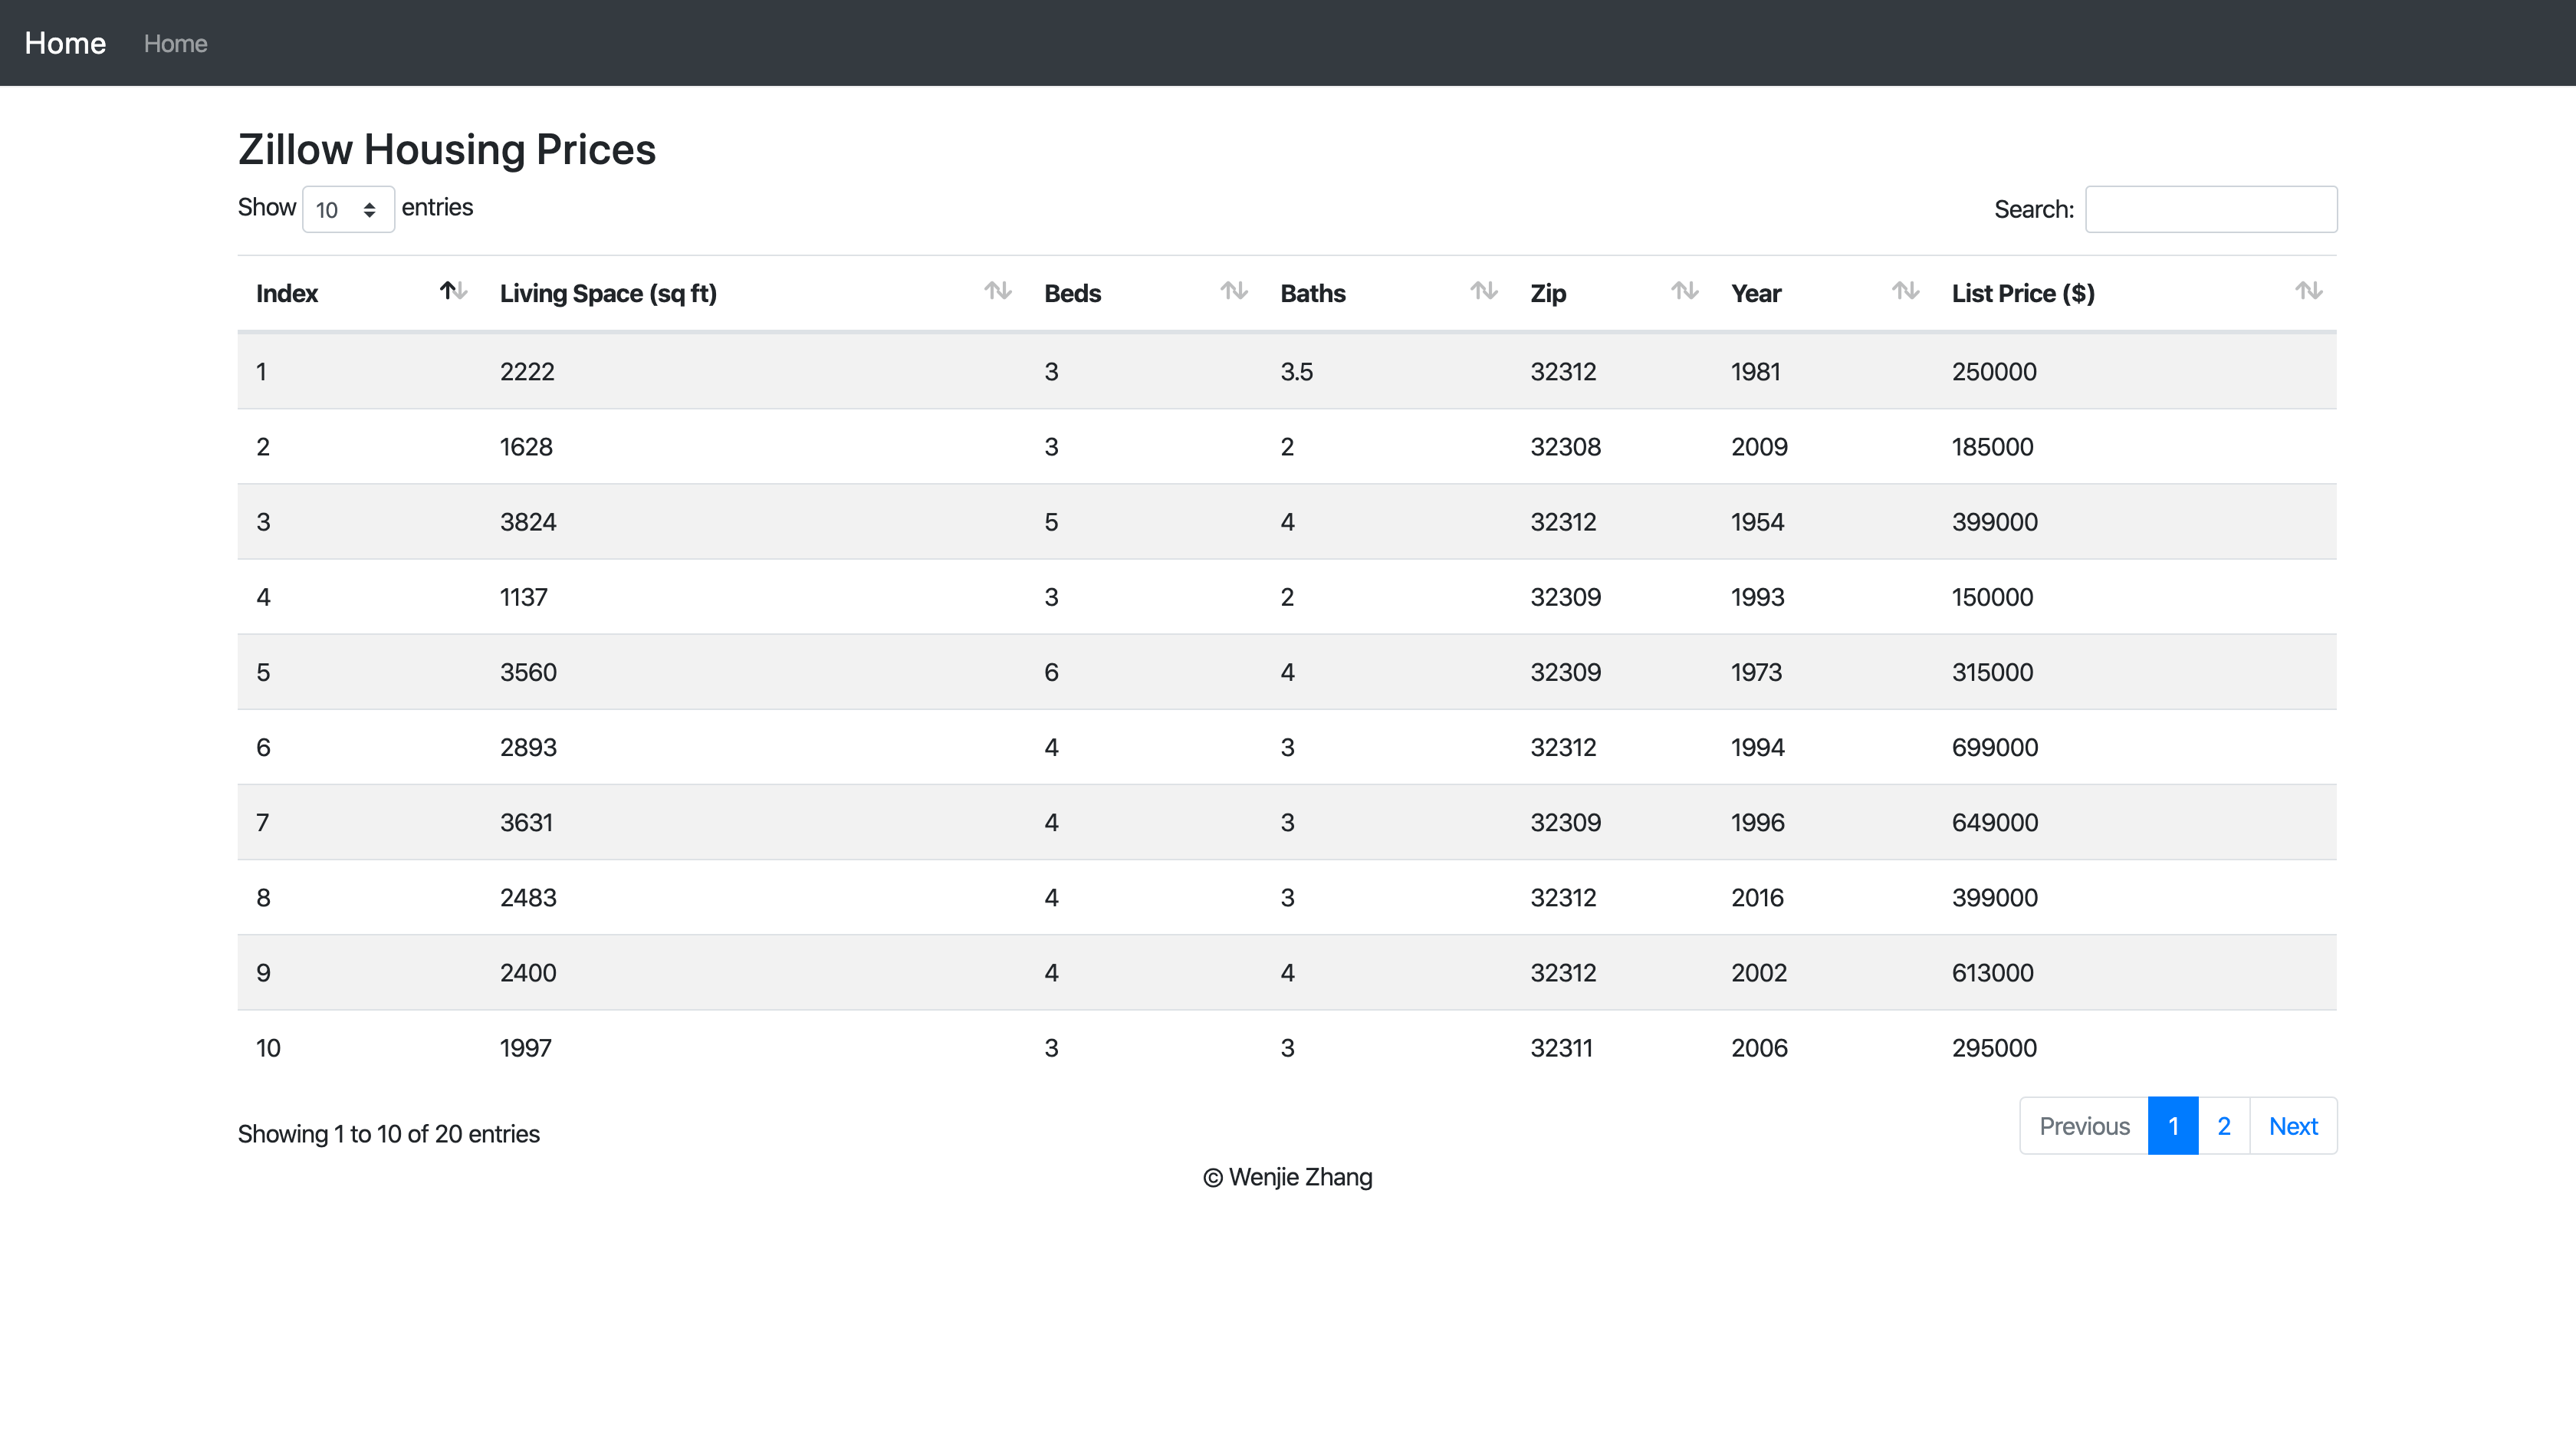 Home Home
Zillow Housing Prices
Show 10 entries Search:
Index Living Space (sq ft) Beds Baths Zip Year List Price ($)
1 2222 3 3.5 32312 1981 250000
2 1628 3 2 32308 2009 185000
3 3824 5 4 32312 1954 399000
4 1137 3 2 32309 1993 150000
5 3560 6 4 32309 1973 315000
6 2893 4 3 32312 1994 699000
7 3631 4 3 32309 1996 649000
8 2483 4 3 32312 2016 399000
9 2400 4 4 32312 2002 613000
10 1997 3 3 32311 2006 295000
Showing 1 to 10 of 20 entries Previous 1 2 Next
© Wenjie Zhang